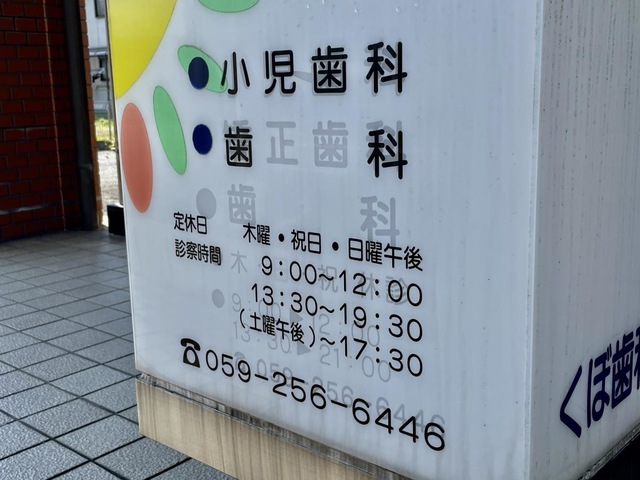 小児歯科
歯科
矯正歯科
歯科
定休日 木曜・祝日・日曜午後
診察時間 9:00~12:00
13:30~19:30
(土曜午後)~17:30
☎059-256-6446
くぼ歯科